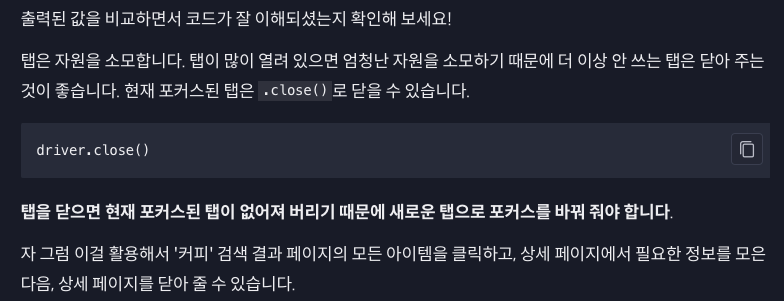 출력된 값을 비교하면서 코드가 잘 이해되셨는지 확인해 보세요!
탭은 자원을 소모합니다. 탭이 많이 열려 있으면 엄청난 자원을 소모하기 때문에 더 이상 안 쓰는 탭은 닫아 주는
것이 좋습니다. 현재 포커스된 탭은 .close()로 닫을 수 있습니다.
driver.close()
탭을 닫으면 현재 포커스된 탭이 없어져 버리기 때문에 새로운 탭으로 포커스를 바꿔 줘야 합니다.
자 그럼 이걸 활용해서 '커피' 검색 결과 페이지의 모든 아이템을 클릭하고, 상세 페이지에서 필요한 정보를 모은
다음, 상세 페이지를 닫아 줄 수 있습니다.